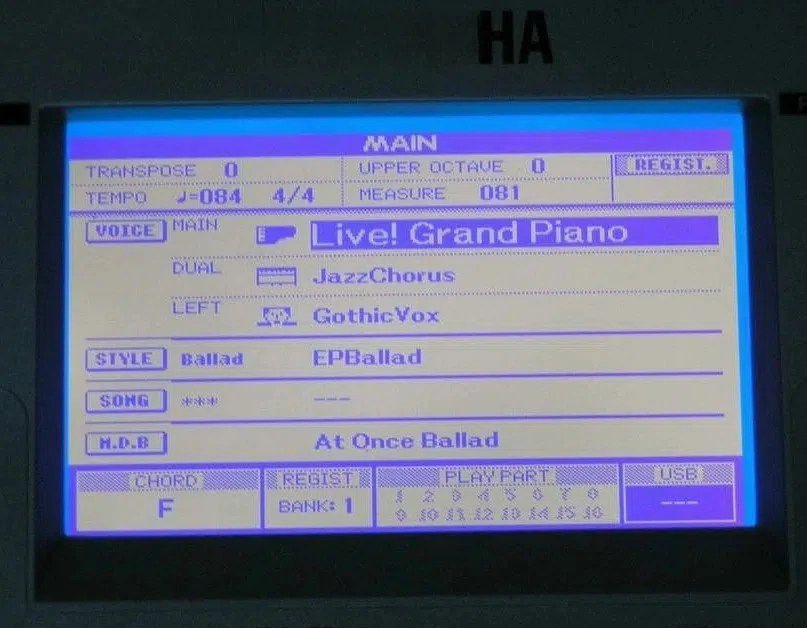 HA
MAIN
TRANSPOSE 0 UPPER OCTAVE 0 REGIST.
TEMPO ♩=084 4/4 MEASURE 081
VOICE MAIN Live! Grand Piano
DUAL JazzChorus
LEFT GothicVox
STYLE Ballad EPBallad
SONG *** ---
M.D.B At Once Ballad
CHORD REGIST PLAY PART USB
F BANK: 1 1 2 3 4 5 6 7 8 ---
9 10 11 12 13 14 15 16